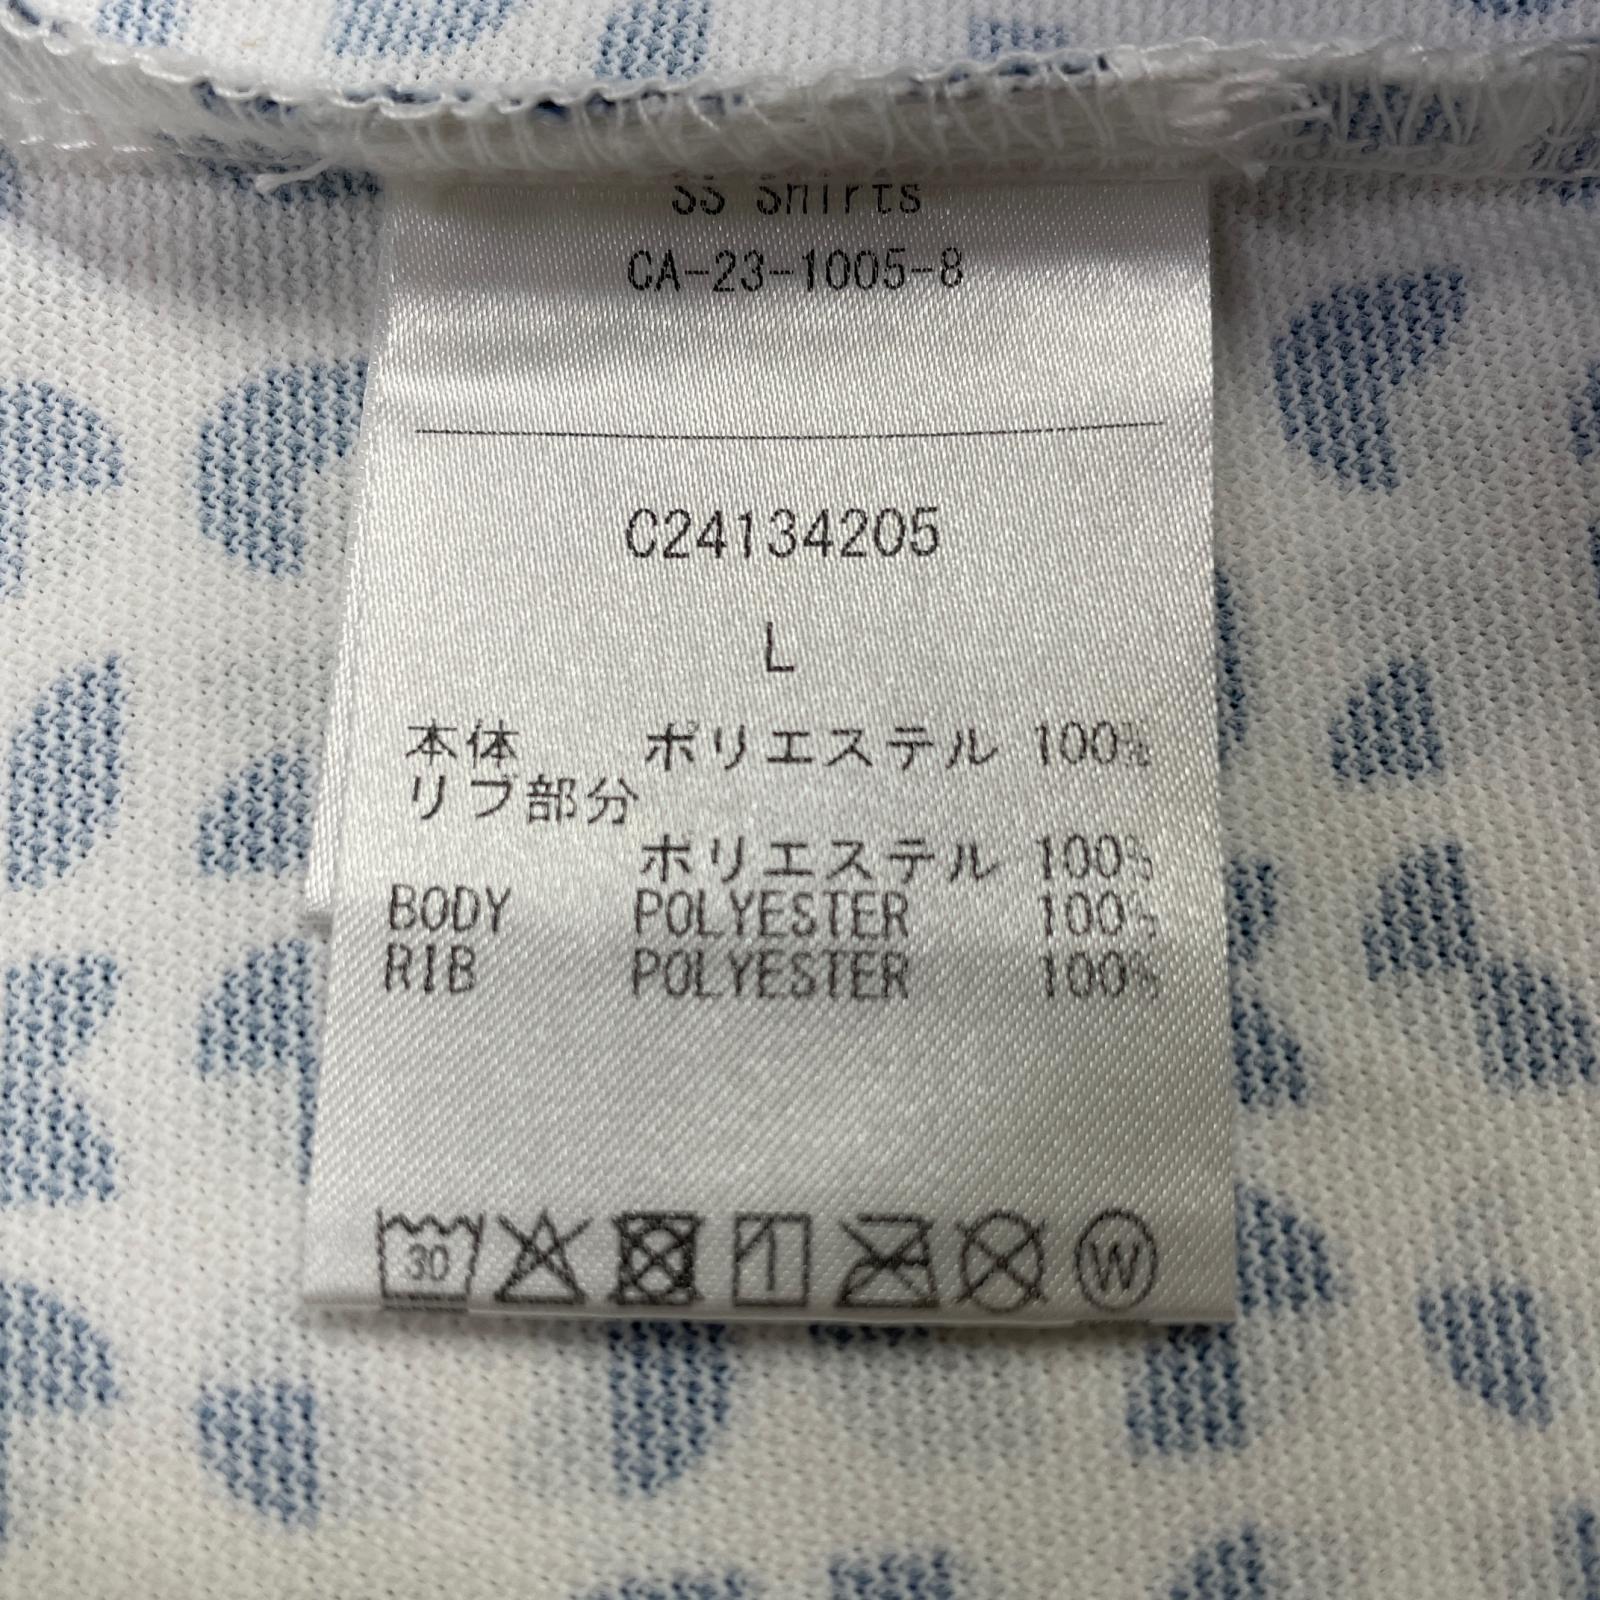 SS Shirts
CA-23-1005-8
C24134205
L
本体 ポリエステル 100%
リブ部分
ポリエステル 100%
BODY POLYESTER 100%
RIB POLYESTER 100%
30
W